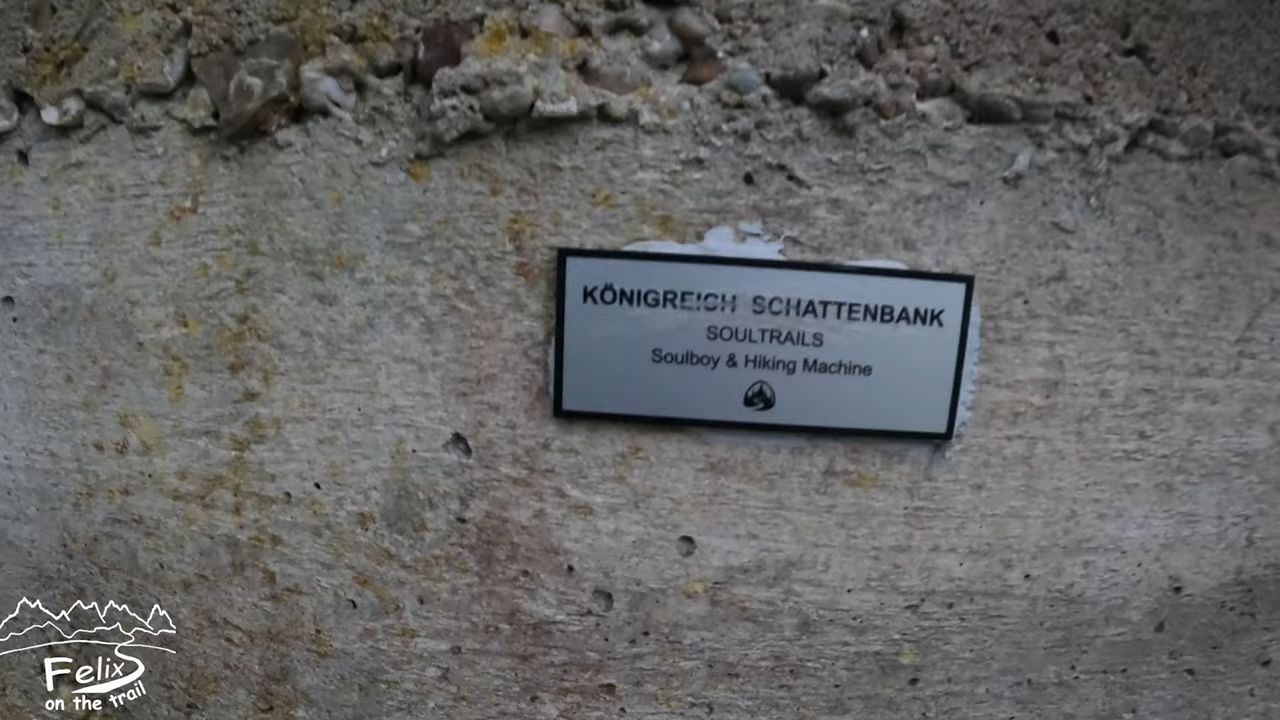 KÖNIGREICH SCHATTENBANK
SOULTRAILS
Soulboy & Hiking Machine
Felix
on the trail